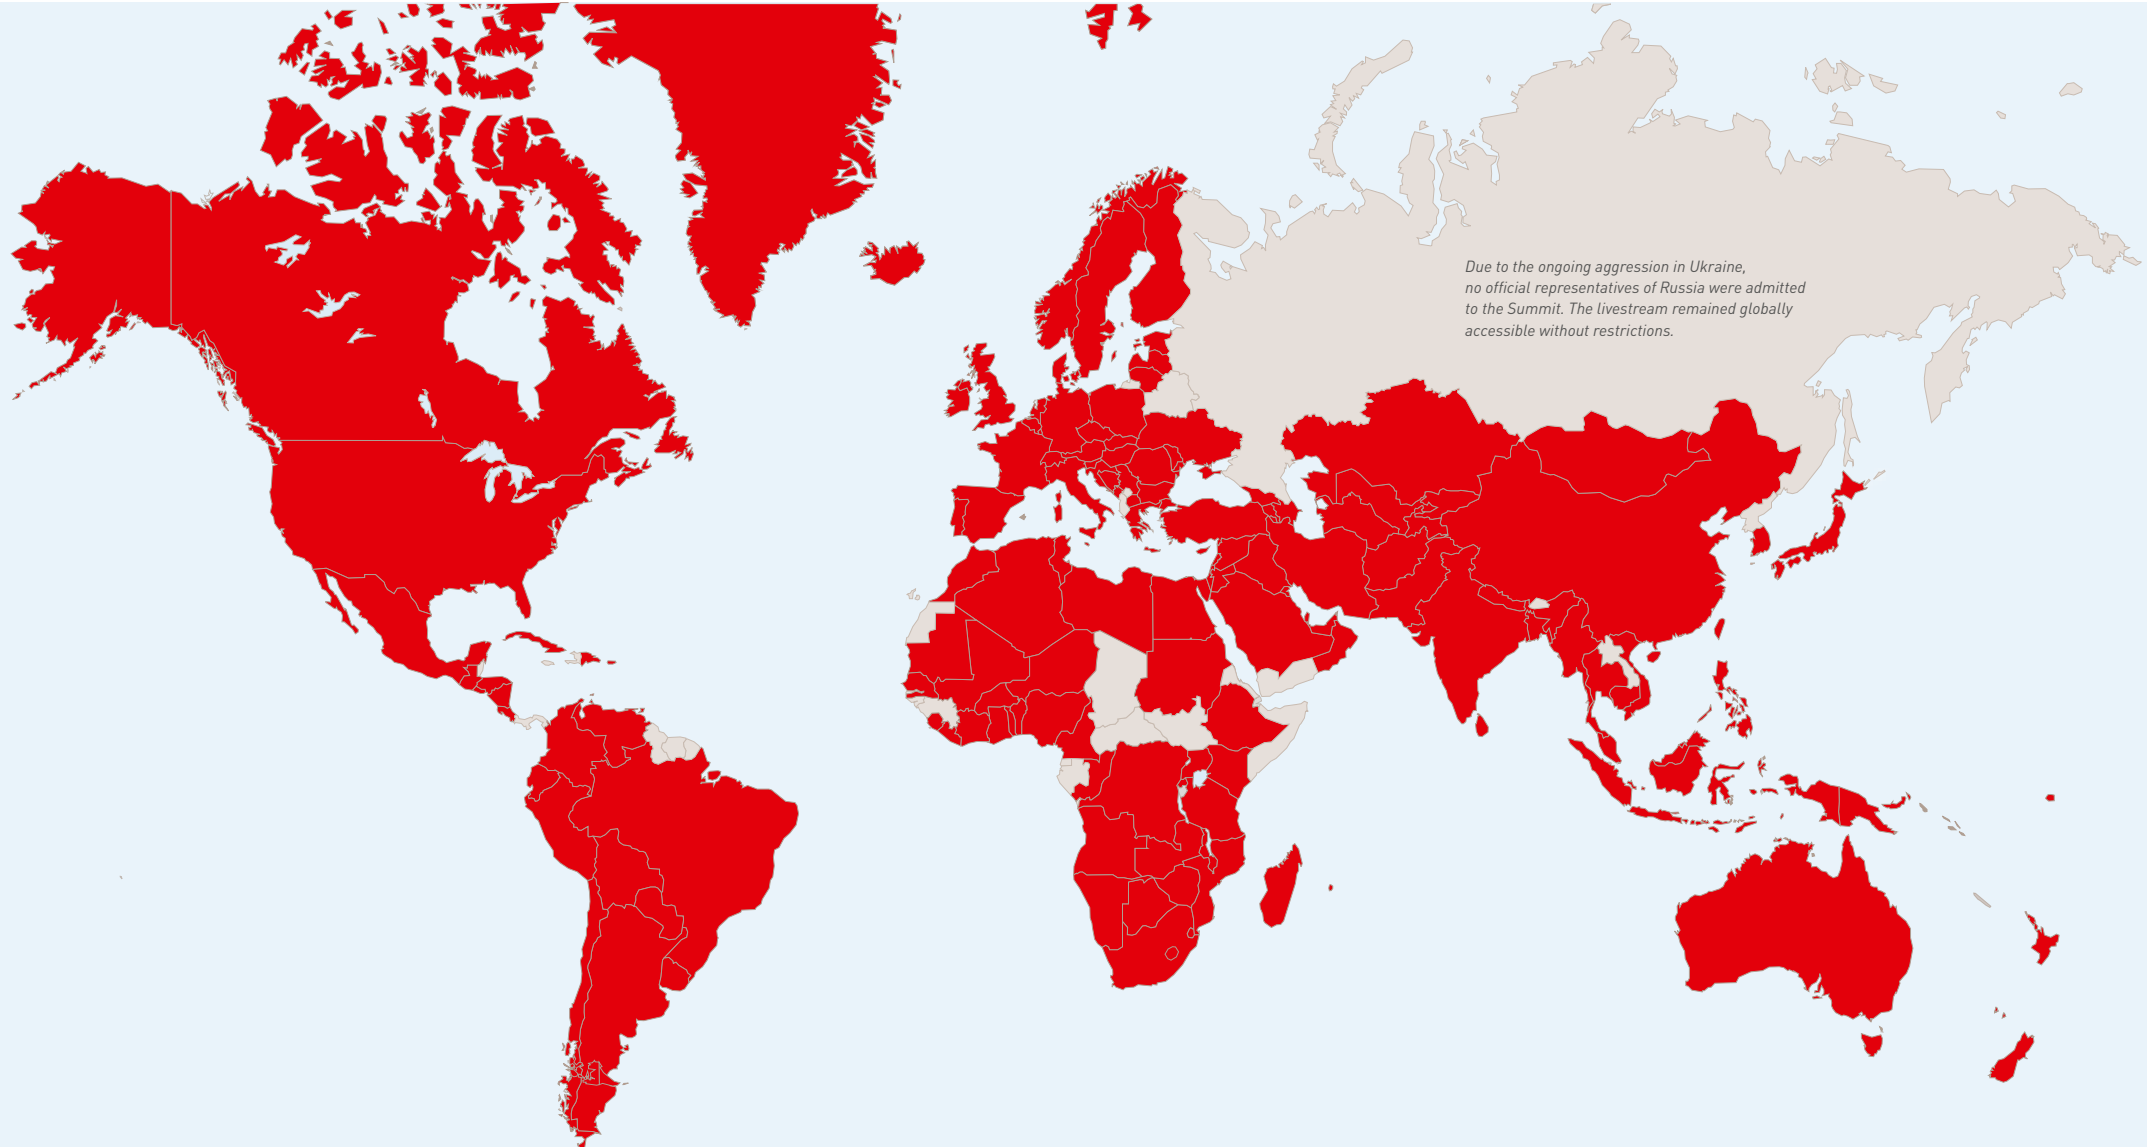 Due to the ongoing aggression in Ukraine,
no official representatives of Russia were admitted
to the Summit. The livestream remained globally
accessible without restrictions.